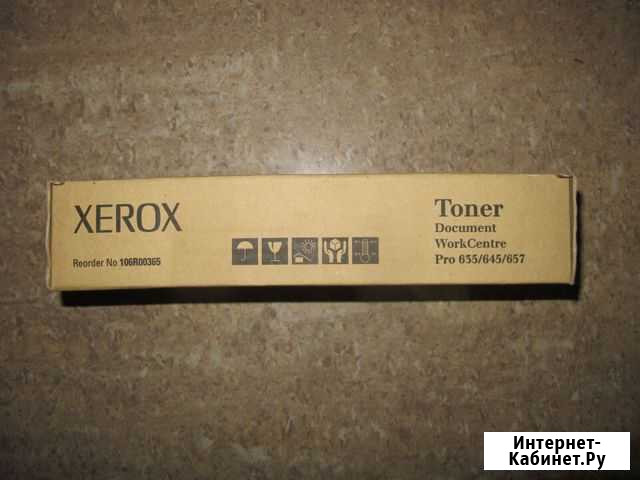 XEROX
Reorder No 106R00365
Toner
Document
WorkCentre
Pro 635/645/657
Интернет-
Кабинет.Ру